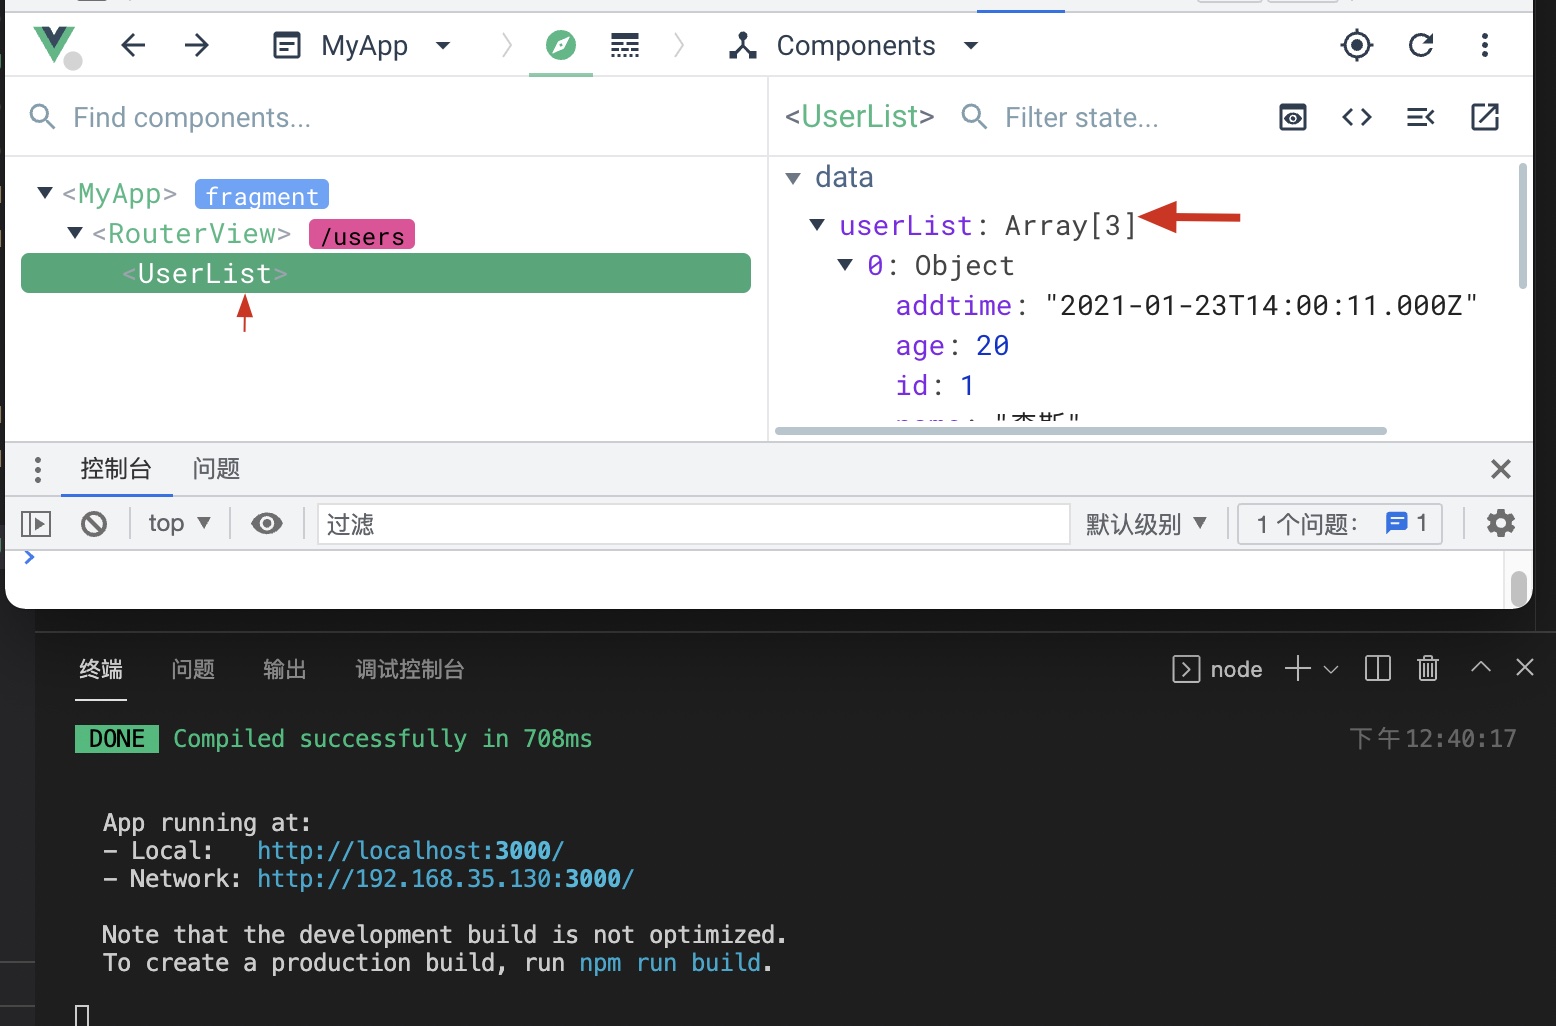 MyApp Components
Find components...
<UserList> Filter state...
<MyApp> fragment
<RouterView> /users
<UserList>
data
userList: Array[3]
0: Object
addtime: "2021-01-23T14:00:11.000Z"
age: 20
id: 1
控制台 问题
top 过滤 默认级别 1 个问题: 1
>
终端 问题 输出 调试控制台 node
DONE Compiled successfully in 708ms 下午12:40:17
App running at:
- Local: http://localhost:3000/
- Network: http://192.168.35.130:3000/
Note that the development build is not optimized.
To create a production build, run npm run build.